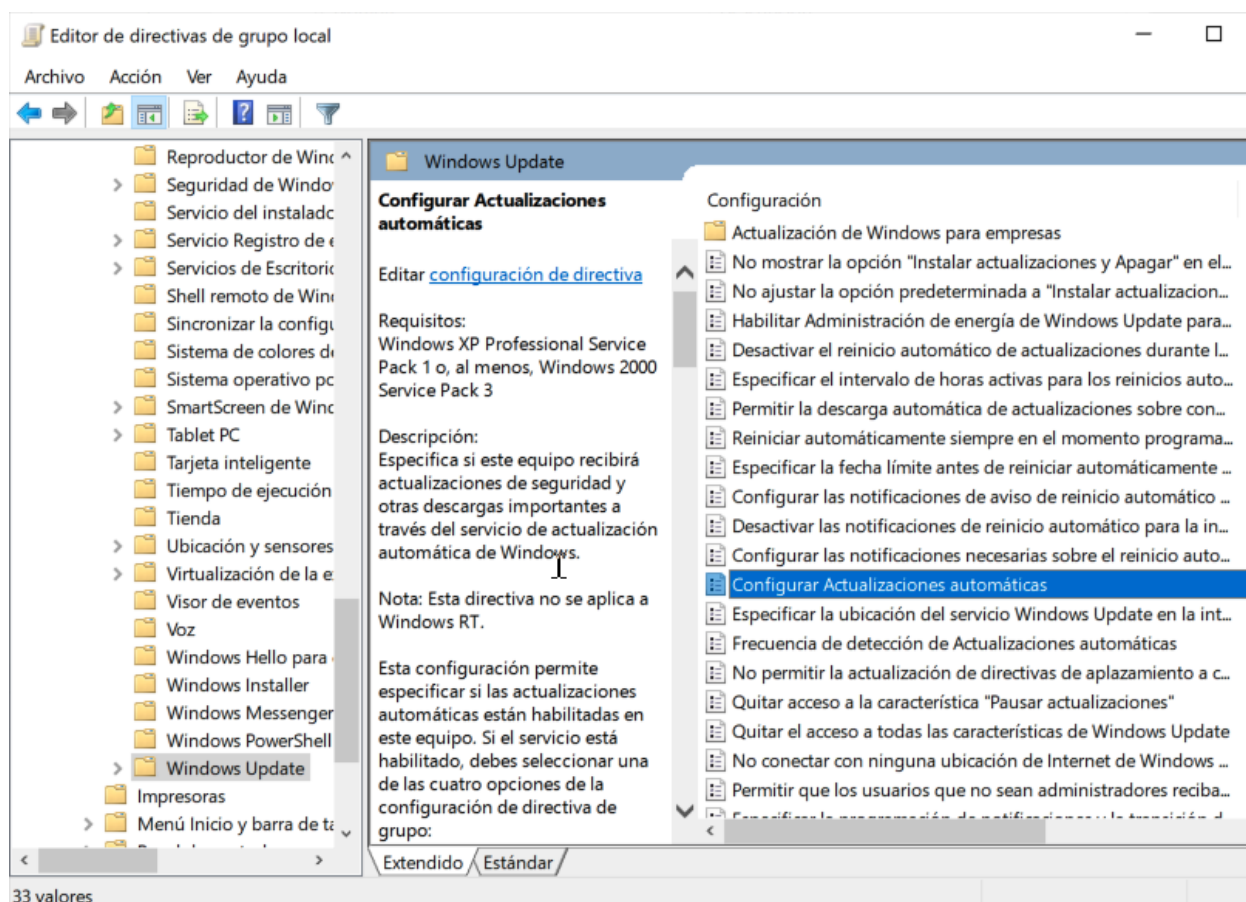 Editor de directivas de grupo local
Archivo Acción Ver Ayuda
Reproductor de Wind
Seguridad de Window
Servicio del instalado
Servicio Registro de e
Servicios de Escritorio
Shell remoto de Wind
Sincronizar la configu
Sistema de colores de
Sistema operativo po
SmartScreen de Wind
Tablet PC
Tarjeta inteligente
Tiempo de ejecución
Tienda
Ubicación y sensores
Virtualización de la e
Visor de eventos
Voz
Windows Hello para
Windows Installer
Windows Messenger
Windows PowerShell
Windows Update
Impresoras
Menú Inicio y barra de ta
Windows Update
Configurar Actualizaciones
automáticas
Editar configuración de directiva
Requisitos:
Windows XP Professional Service
Pack 1 o, al menos, Windows 2000
Service Pack 3
Descripción:
Especifica si este equipo recibirá
actualizaciones de seguridad y
otras descargas importantes a
través del servicio de actualización
automática de Windows.
Nota: Esta directiva no se aplica a
Windows RT.
Esta configuración permite
especificar si las actualizaciones
automáticas están habilitadas en
este equipo. Si el servicio está
habilitado, debes seleccionar una
de las cuatro opciones de la
configuración de directiva de
grupo:
Configuración
Actualización de Windows para empresas
No mostrar la opción "Instalar actualizaciones y Apagar" en el...
No ajustar la opción predeterminada a "Instalar actualizacion...
Habilitar Administración de energía de Windows Update para...
Desactivar el reinicio automático de actualizaciones durante l...
Especificar el intervalo de horas activas para los reinicios auto...
Permitir la descarga automática de actualizaciones sobre con...
Reiniciar automáticamente siempre en el momento programa...
Especificar la fecha límite antes de reiniciar automáticamente ...
Configurar las notificaciones de aviso de reinicio automático ...
Desactivar las notificaciones de reinicio automático para la in...
Configurar las notificaciones necesarias sobre el reinicio auto...
Configurar Actualizaciones automáticas
Especificar la ubicación del servicio Windows Update en la int...
Frecuencia de detección de Actualizaciones automáticas
No permitir la actualización de directivas de aplazamiento a c...
Quitar acceso a la característica "Pausar actualizaciones"
Quitar el acceso a todas las características de Windows Update
No conectar con ninguna ubicación de Internet de Windows ...
Permitir que los usuarios que no sean administradores reciba...
Extendido Estándar
33 valores